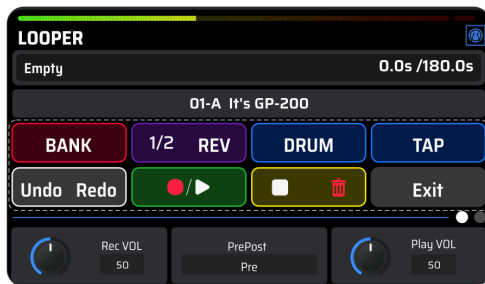 LOOPER
Empty 0.0s /180.0s
01-A It's GP-200
BANK 1/2 REV DRUM TAP
Undo Redo / Exit
Rec VOL PrePost Play VOL
50 Pre 50